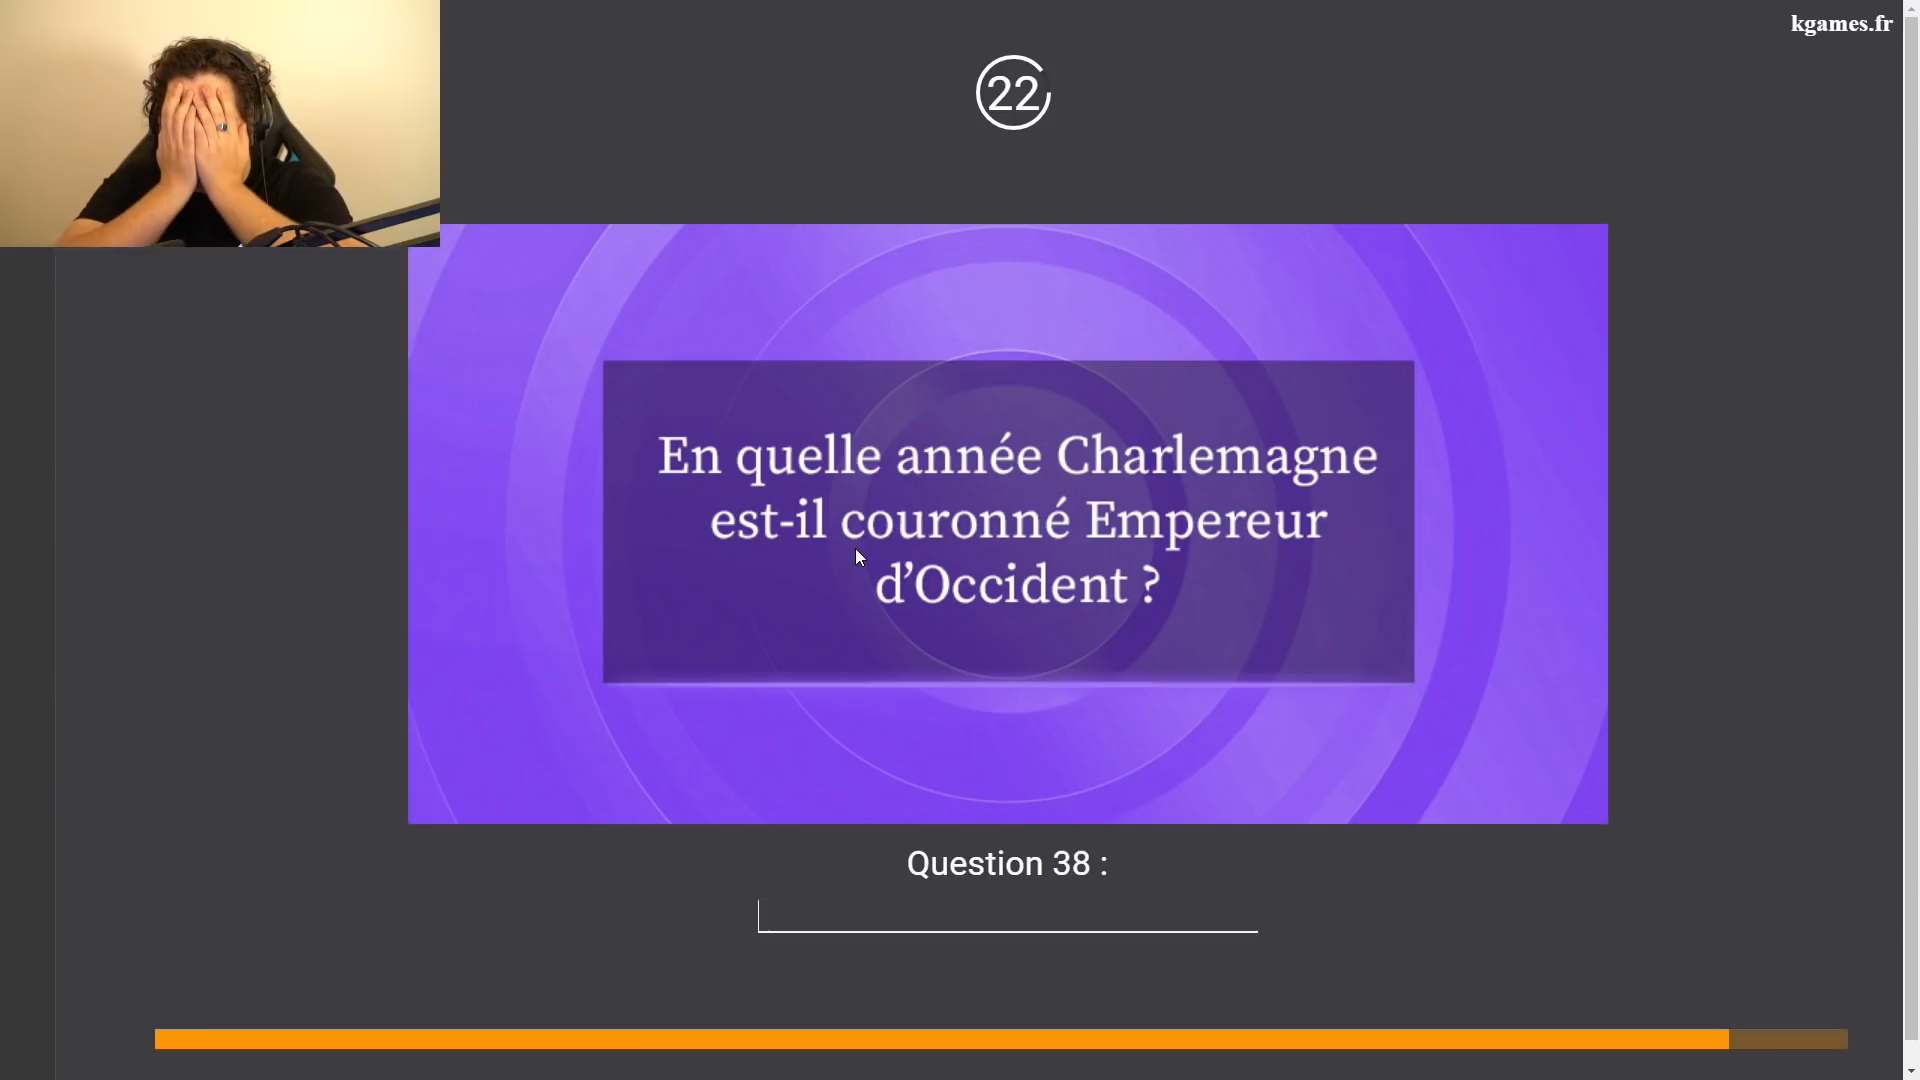 kgames.fr
22
En quelle année Charlemagne
est-il couronné Empereur
d’Occident ?
Question 38 :